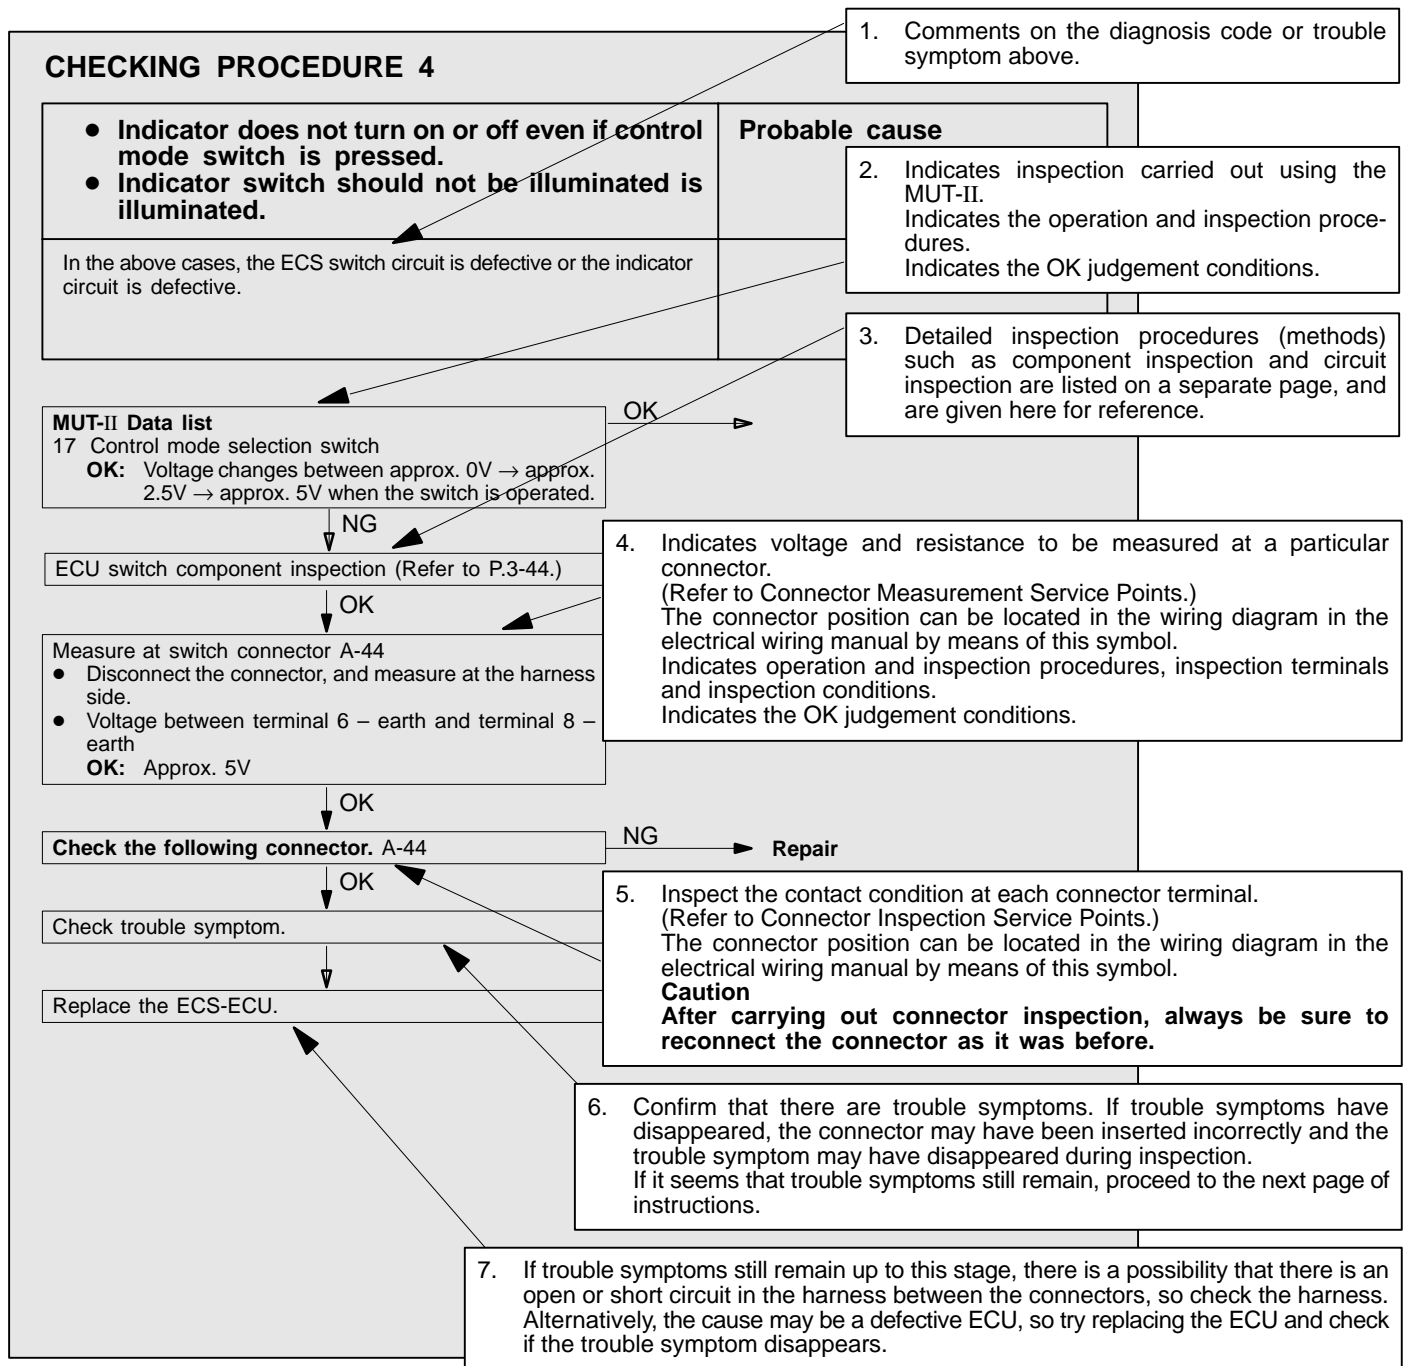 CHECKING PROCEDURE 4
● Indicator does not turn on or off even if control
mode switch is pressed.
● Indicator switch should not be illuminated is
illuminated.
Probable cause
In the above cases, the ECS switch circuit is defective or the indicator
circuit is defective.
1. Comments on the diagnosis code or trouble
symptom above.
2. Indicates inspection carried out using the
MUT-II.
Indicates the operation and inspection proce-
dures.
Indicates the OK judgement conditions.
3. Detailed inspection procedures (methods)
such as component inspection and circuit
inspection are listed on a separate page, and
are given here for reference.
MUT-II Data list
17 Control mode selection switch
OK: Voltage changes between approx. 0V → approx.
2.5V → approx. 5V when the switch is operated.
OK
NG
ECU switch component inspection (Refer to P.3-44.)
OK
Measure at switch connector A-44
● Disconnect the connector, and measure at the harness
side.
● Voltage between terminal 6 – earth and terminal 8 –
earth
OK: Approx. 5V
4. Indicates voltage and resistance to be measured at a particular
connector.
(Refer to Connector Measurement Service Points.)
The connector position can be located in the wiring diagram in the
electrical wiring manual by means of this symbol.
Indicates operation and inspection procedures, inspection terminals
and inspection conditions.
Indicates the OK judgement conditions.
OK
Check the following connector. A-44
NG
Repair
OK
Check trouble symptom.
Replace the ECS-ECU.
5. Inspect the contact condition at each connector terminal.
(Refer to Connector Inspection Service Points.)
The connector position can be located in the wiring diagram in the
electrical wiring manual by means of this symbol.
Caution
After carrying out connector inspection, always be sure to
reconnect the connector as it was before.
6. Confirm that there are trouble symptoms. If trouble symptoms have
disappeared, the connector may have been inserted incorrectly and the
trouble symptom may have disappeared during inspection.
If it seems that trouble symptoms still remain, proceed to the next page of
instructions.
7. If trouble symptoms still remain up to this stage, there is a possibility that there is an
open or short circuit in the harness between the connectors, so check the harness.
Alternatively, the cause may be a defective ECU, so try replacing the ECU and check
if the trouble symptom disappears.